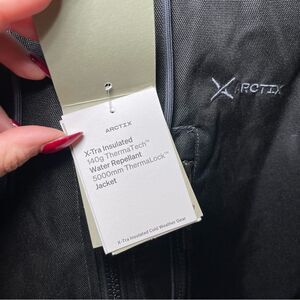 ARCTIX
ARCTIX
X-Tra Insulated
140g ThermaTech™
Water Repellant
5000mm ThermaLock™
Jacket
X-Tra Insulated Cold Weather Gear